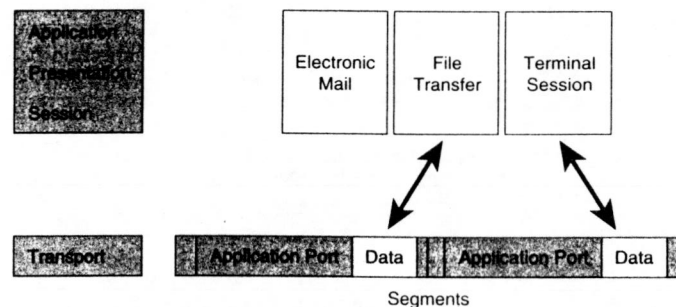 Application
Presentation
Session
Electronic
Mail
File
Transfer
Terminal
Session
Transport
Application Port
Data
Application Port
Data
Segments